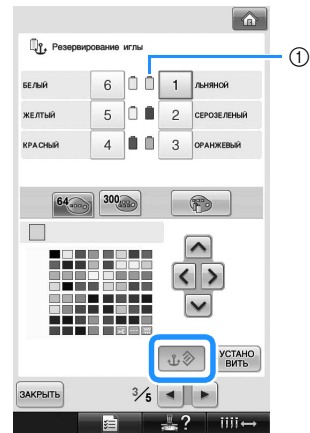 Резервирование иглы
①
БЕЛЫЙ 6 1 ЛЬНЯНОЙ
ЖЕЛТЫЙ 5 2 СЕРОЗЕЛЕНЫЙ
КРАСНЫЙ 4 3 ОРАНЖЕВЫЙ
64 300
УСТАНО
ВИТЬ
ЗАКРЫТЬ 3/5
?